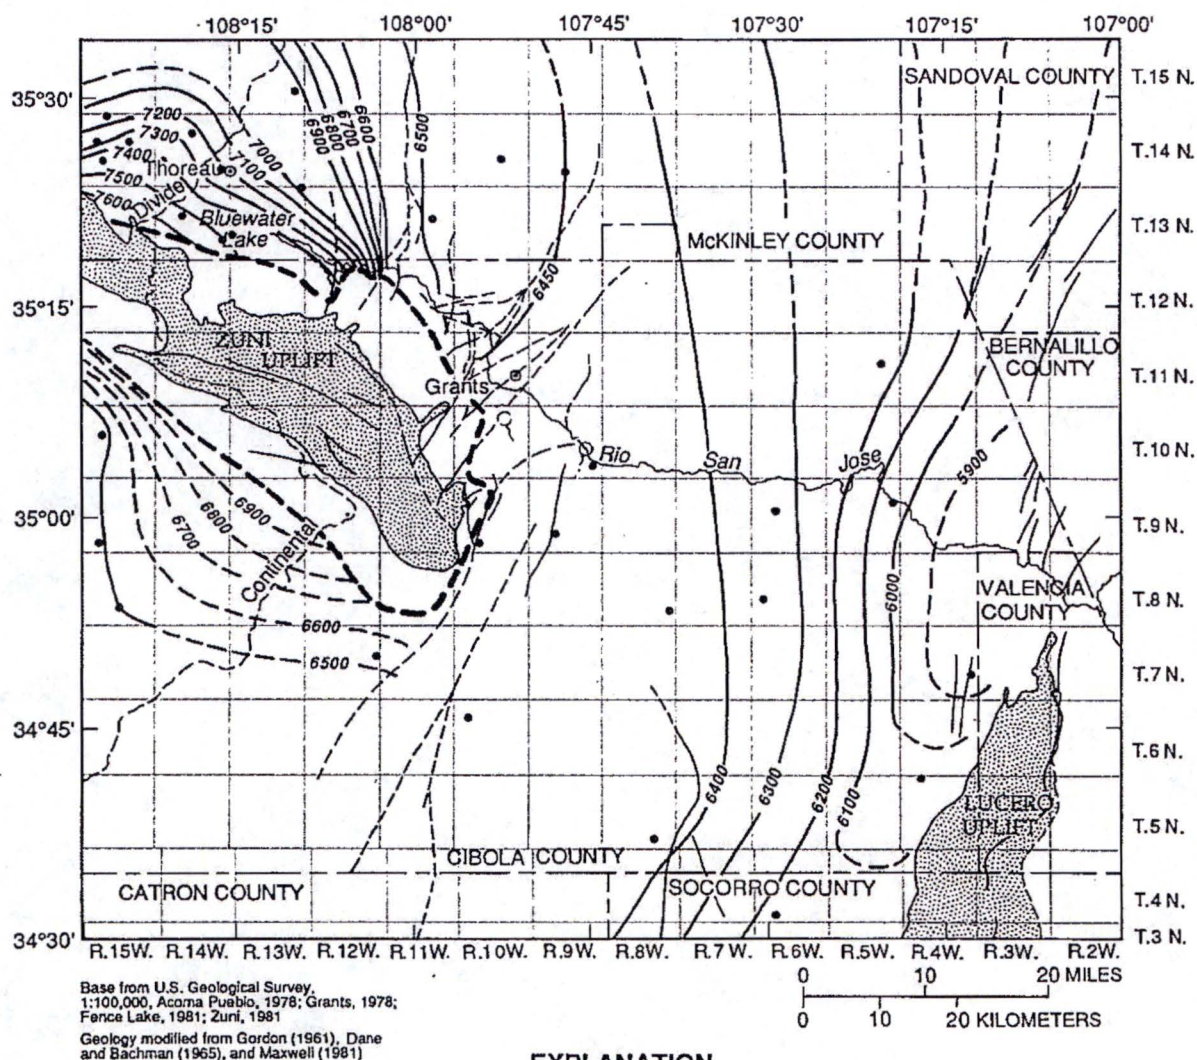 108°15' 108°00' 107°45' 107°30' 107°15' 107°00'
SANDOVAL COUNTY
T.15 N.
35°30'
7200
7300
7400
7500
7600
7000
7100
6900
6800
6700
6600
6500
Thoreau
T.14 N.
Divide
Bluewater
Lake
T.13 N.
McKINLEY COUNTY
6450
T.12 N.
35°15'
ZUNI
UPLIFT
BERNALILLO
COUNTY
Grants
T.11 N.
Rio San Jose
T.10 N.
5900
6900
6800
6700
35°00'
T.9 N.
Continental
6000
VALENCIA
COUNTY
T.8 N.
6600
6500
T.7 N.
34°45'
T.6 N.
6400
6300
6200
6100
LUCERO
UPLIFT
T.5 N.
CIBOLA COUNTY
CATRON COUNTY
SOCORRO COUNTY
T.4 N.
34°30'
T.3 N.
R.15W. R.14W. R.13W. R.12W. R.11W. R.10W. R.9W. R.8W. R.7W. R.6W. R.5W. R.4W. R.3W. R.2W.
0 10 20 MILES
0 10 20 KILOMETERS
Base from U.S. Geological Survey,
1:100,000, Acoma Pueblo, 1978; Grants, 1978;
Fence Lake, 1981; Zuni, 1981
Geology modified from Gordon (1961), Dane
and Bachman (1965), and Maxwell (1981)
EXPLANATION